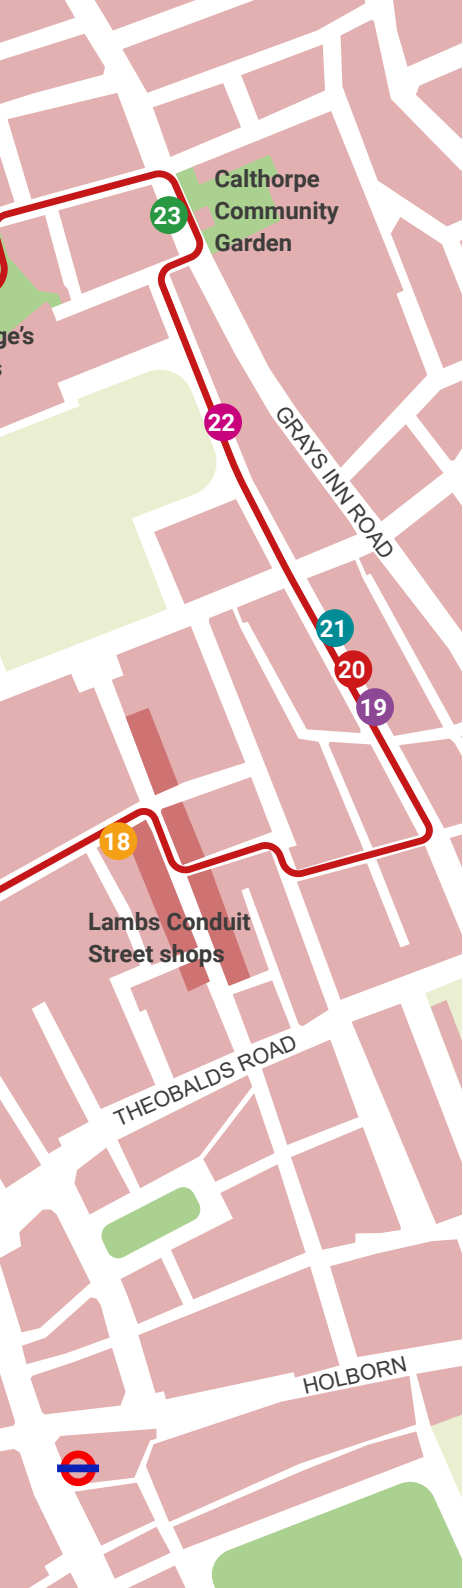 Calthorpe
Community
Garden
23
ge's
s
22
GRAYS INN ROAD
21
20
19
18
Lambs Conduit
Street shops
THEOBALDS ROAD
HOLBORN